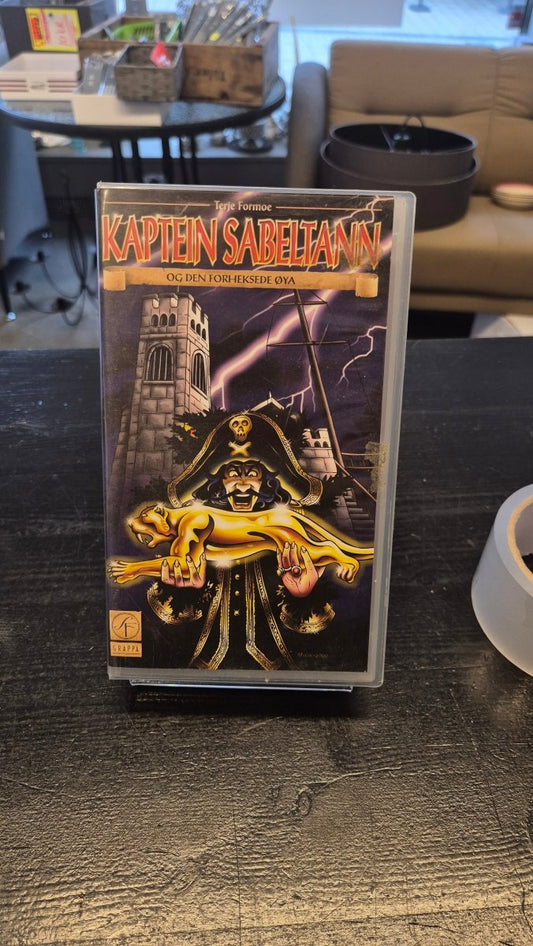 Terje Formoe
KAPTEIN SABELTANN
OG DEN FORHEKSEDE ØYA
GRAPPA